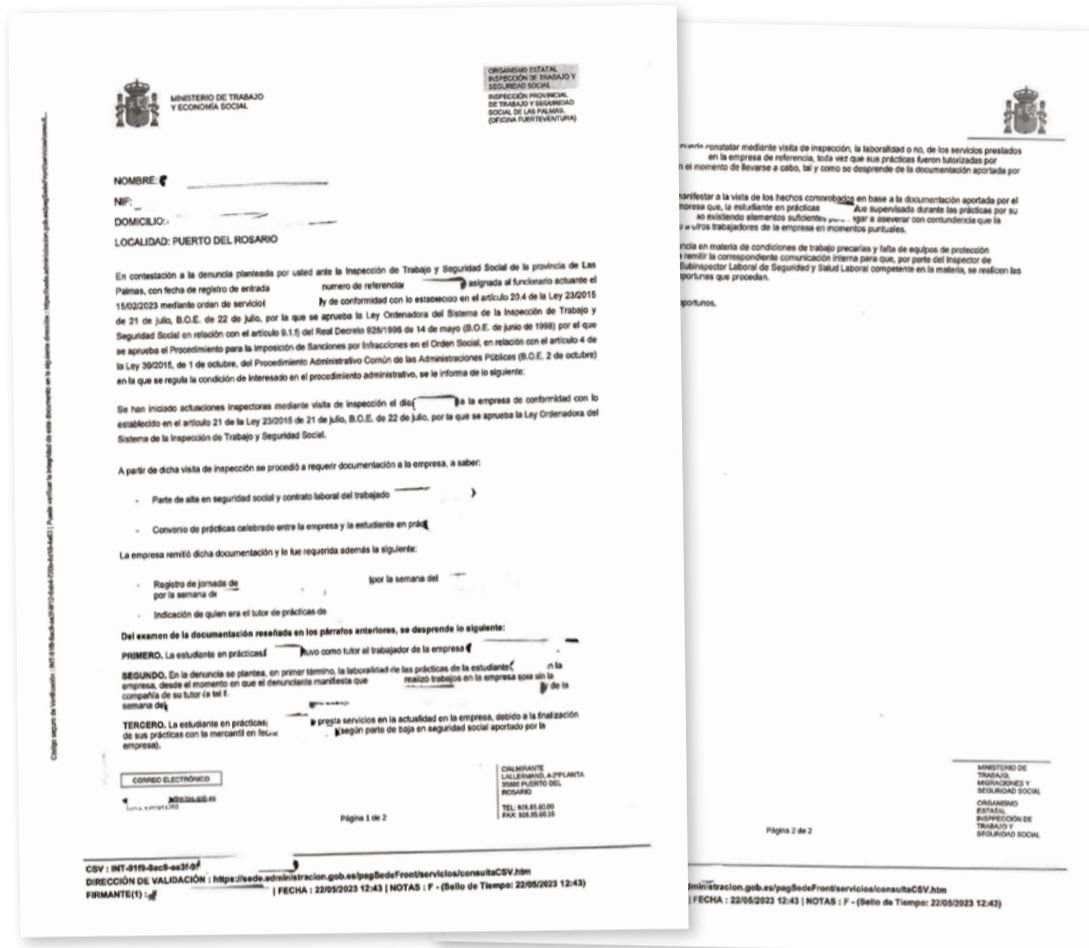 MINISTERIO DE TRABAJO
Y ECONOMÍA SOCIAL
ORGANISMO ESTATAL
INSPECCIÓN DE TRABAJO Y
SEGURIDAD SOCIAL
INSPECCIÓN PROVINCIAL
DE TRABAJO Y SEGURIDAD
SOCIAL DE LAS PALMAS.
(OFICINA FUERTEVENTURA)
NOMBRE:
NIF:
DOMICILIO:
LOCALIDAD: PUERTO DEL ROSARIO
En contestación a la denuncia planteada por usted ante la Inspección de Trabajo y Seguridad Social de la provincia de Las
Palmas, con fecha de registro de entrada numero de referencia asignada al funcionario actuante el
15/02/2023 mediante orden de servicio y de conformidad con lo establecido en el artículo 20.4 de la Ley 23/2015
de 21 de julio, B.O.E. de 22 de julio, por la que se aprueba la Ley Ordenadora del Sistema de la Inspección de Trabajo y
Seguridad Social en relación con el artículo 9.1.f) del Real Decreto 928/1998 de 14 de mayo (B.O.E. de junio de 1998) por el que
se aprueba el Procedimiento para la Imposición de Sanciones por Infracciones en el Orden Social, en relación con el artículo 4 de
la Ley 39/2015, de 1 de octubre, del Procedimiento Administrativo Común de las Administraciones Públicas (B.O.E. 2 de octubre)
en la que se regula la condición de interesado en el procedimiento administrativo, se le informa de lo siguiente:
Se han iniciado actuaciones inspectoras mediante visita de inspección el día a la empresa de conformidad con lo
establecido en el artículo 21 de la Ley 23/2015 de 21 de julio, B.O.E. de 22 de julio, por la que se aprueba la Ley Ordenadora del
Sistema de la Inspección de Trabajo y Seguridad Social.
A partir de dicha visita de inspección se procedió a requerir documentación a la empresa, a saber:
- Parte de alta en seguridad social y contrato laboral del trabajado
- Convenio de prácticas celebrado entre la empresa y la estudiante en prác
La empresa remitió dicha documentación y le fue requerida además la siguiente:
- Registro de jornada de por la semana del
por la semana de
- Indicación de quien era el tutor de prácticas de
Del examen de la documentación reseñada en los párrafos anteriores, se desprende lo siguiente:
PRIMERO. La estudiante en prácticas tuvo como tutor al trabajador de la empresa
SEGUNDO. En la denuncia se plantea, en primer término, la laboralidad de las prácticas de la estudiante n la
empresa, desde el momento en que el denunciante manifiesta que realizó trabajos en la empresa sola sin la
compañía de su tutor (a tal f. y de la
semana del
TERCERO. La estudiante en prácticas presta servicios en la actualidad en la empresa, debido a la finalización
de sus prácticas con la mercantil en fecha (según parte de baja en seguridad social aportado por la
empresa).
CORREO ELECTRÓNICO
LALLERMAND, 4-2ªPLANTA
35600 PUERTO DEL
ROSARIO
TEL: 928.85.60.00
Página 1 de 2
CSV : INT-91f9-8ac9-ae3f-9f
DIRECCIÓN DE VALIDACIÓN : https://sede.administracion.gob.es/pagSedeFront/servicios/consultaCSV.htm
FIRMANTE(1) : | FECHA : 22/05/2023 12:43 | NOTAS : F - (Sello de Tiempo: 22/05/2023 12:43)
constatar mediante visita de inspección, la laboralidad o no, de los servicios prestados
en la empresa de referencia, toda vez que sus prácticas fueron tutorizadas por
n el momento de llevarse a cabo, tal y como se desprende de la documentación aportada por
manifestar a la vista de los hechos comprobados en base a la documentación aportada por el
mpresa que, la estudiante en prácticas fue supervisada durante las prácticas por su
no existiendo elementos suficientes llegar a aseverar con contundencia que la
otros trabajadores de la empresa en momentos puntuales.
ncia en materia de condiciones de trabajo precarias y falta de equipos de protección
remitir la correspondiente comunicación interna para que, por parte del Inspector de
Subinspector Laboral de Seguridad y Salud Laboral competente en la materia, se realicen las
oportunas que procedan.
oportunos.
MINISTERIO DE
TRABAJO,
MIGRACIONES Y
SEGURIDAD SOCIAL
ORGANISMO
ESTATAL
INSPECCIÓN DE
TRABAJO Y
SEGURIDAD SOCIAL
Página 2 de 2
dministracion.gob.es/pagSedeFront/servicios/consultaCSV.htm
| FECHA : 22/05/2023 12:43 | NOTAS : F - (Sello de Tiempo: 22/05/2023 12:43)